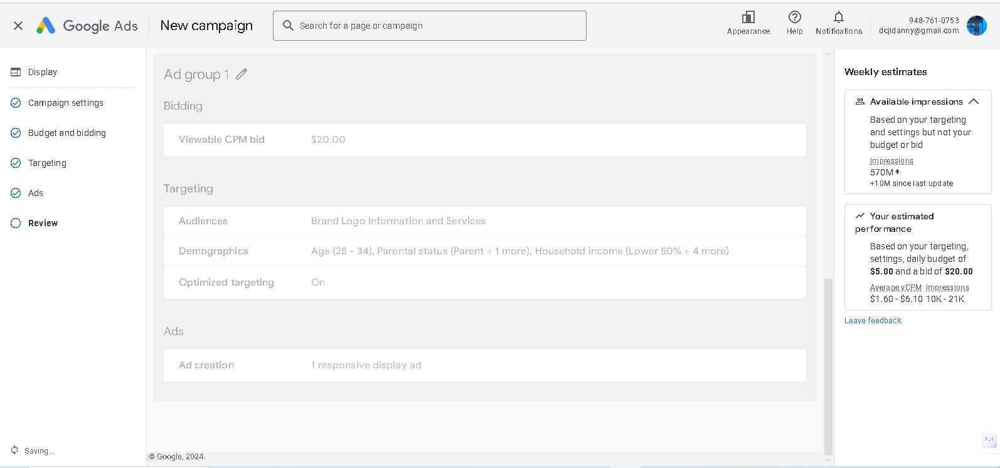 Google Ads
New campaign
Search for a page or campaign
Appearance
Help
Notifications
948-761-0753
dcjldanny@gmail.com
Display
Campaign settings
Budget and bidding
Targeting
Ads
Review
Saving...
Ad group 1
Bidding
Viewable CPM bid $20.00
Targeting
Audiences Brand Logo Information and Services
Demographics Age (25 - 34), Parental status (Parent + 1 more), Household income (Lower 50% + 4 more)
Optimized targeting On
Ads
Ad creation 1 responsive display ad
© Google, 2024.
Weekly estimates
Available impressions
Based on your targeting
and settings but not your
budget or bid
Impressions
570M
+10M since last update
Your estimated
performance
Based on your targeting,
settings, daily budget of
$5.00 and a bid of $20.00
Average vCPM Impressions
$1.60 - $6.10 10K - 21K
Leave feedback